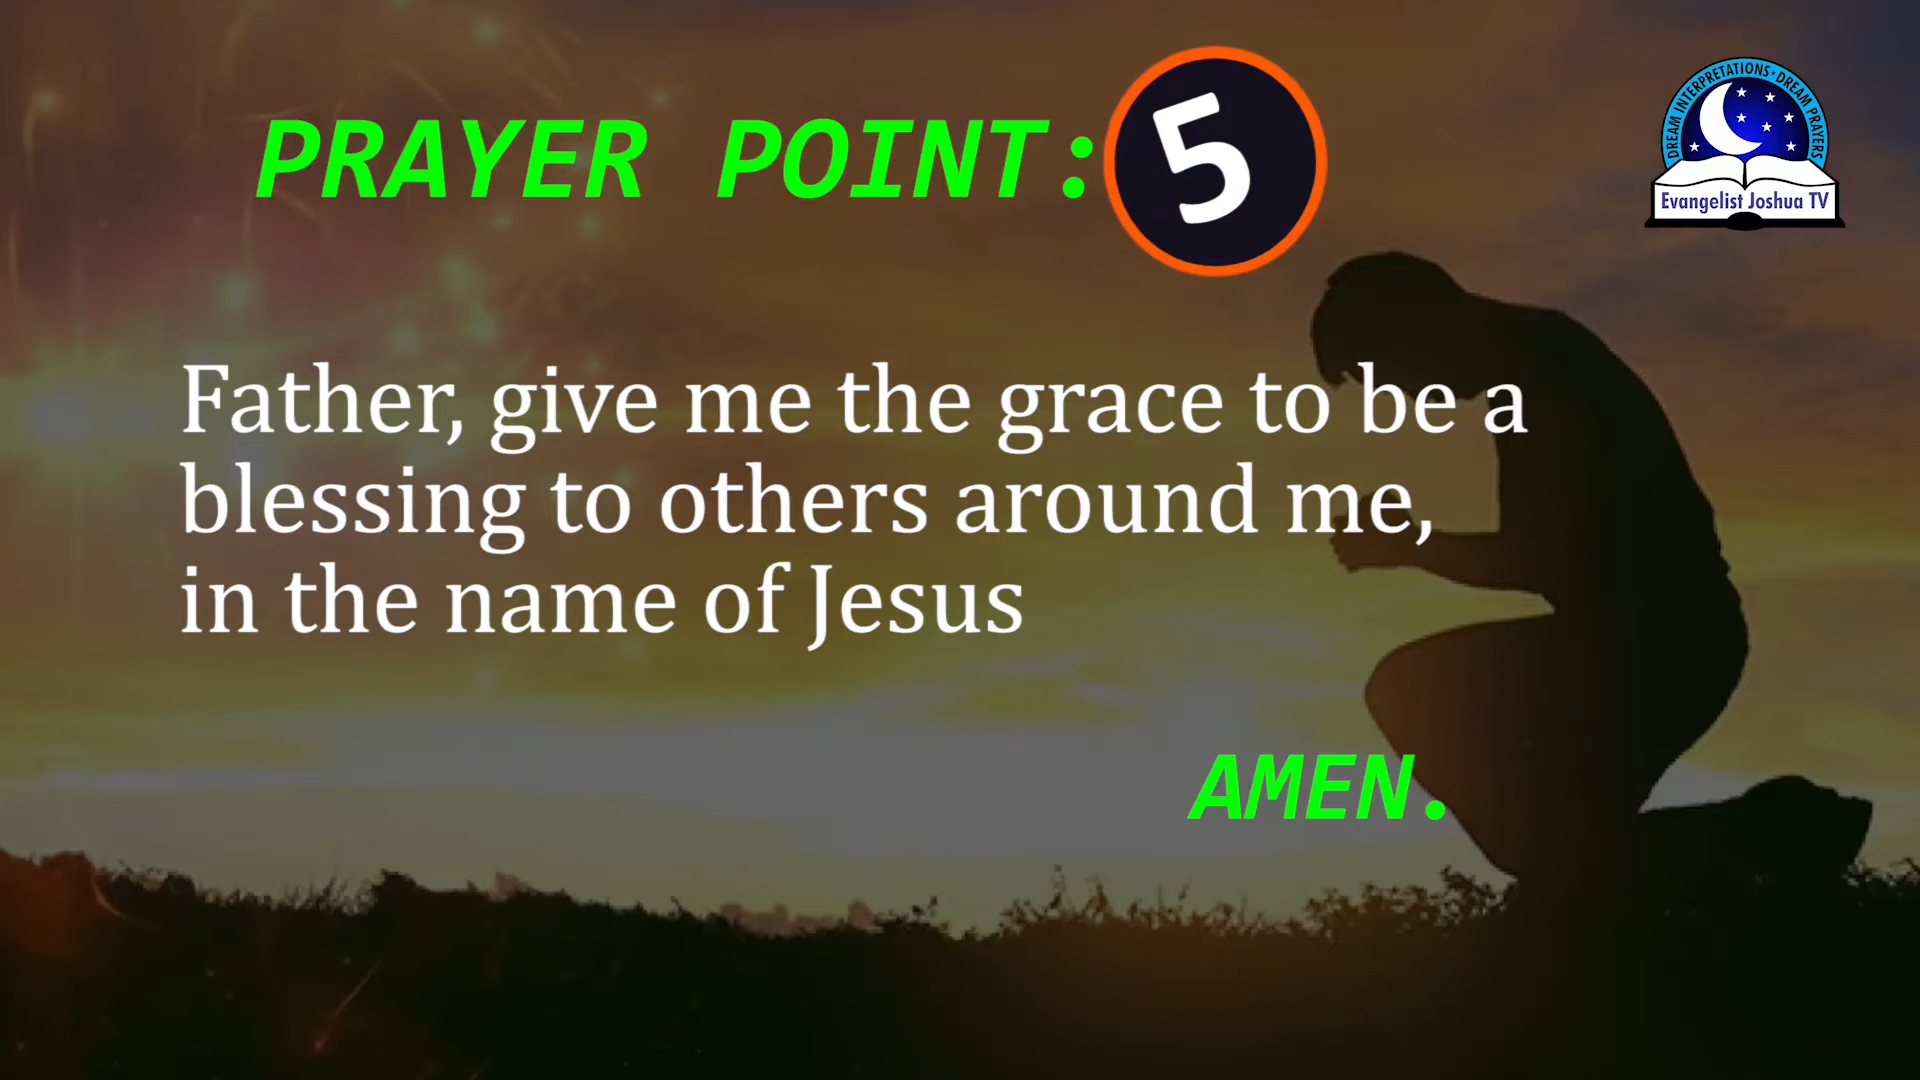 PRAYER POINT: 5
DREAM INTERPRETATIONS · DREAM PRAYERS
Evangelist Joshua TV
Father, give me the grace to be a
blessing to others around me,
in the name of Jesus
AMEN.